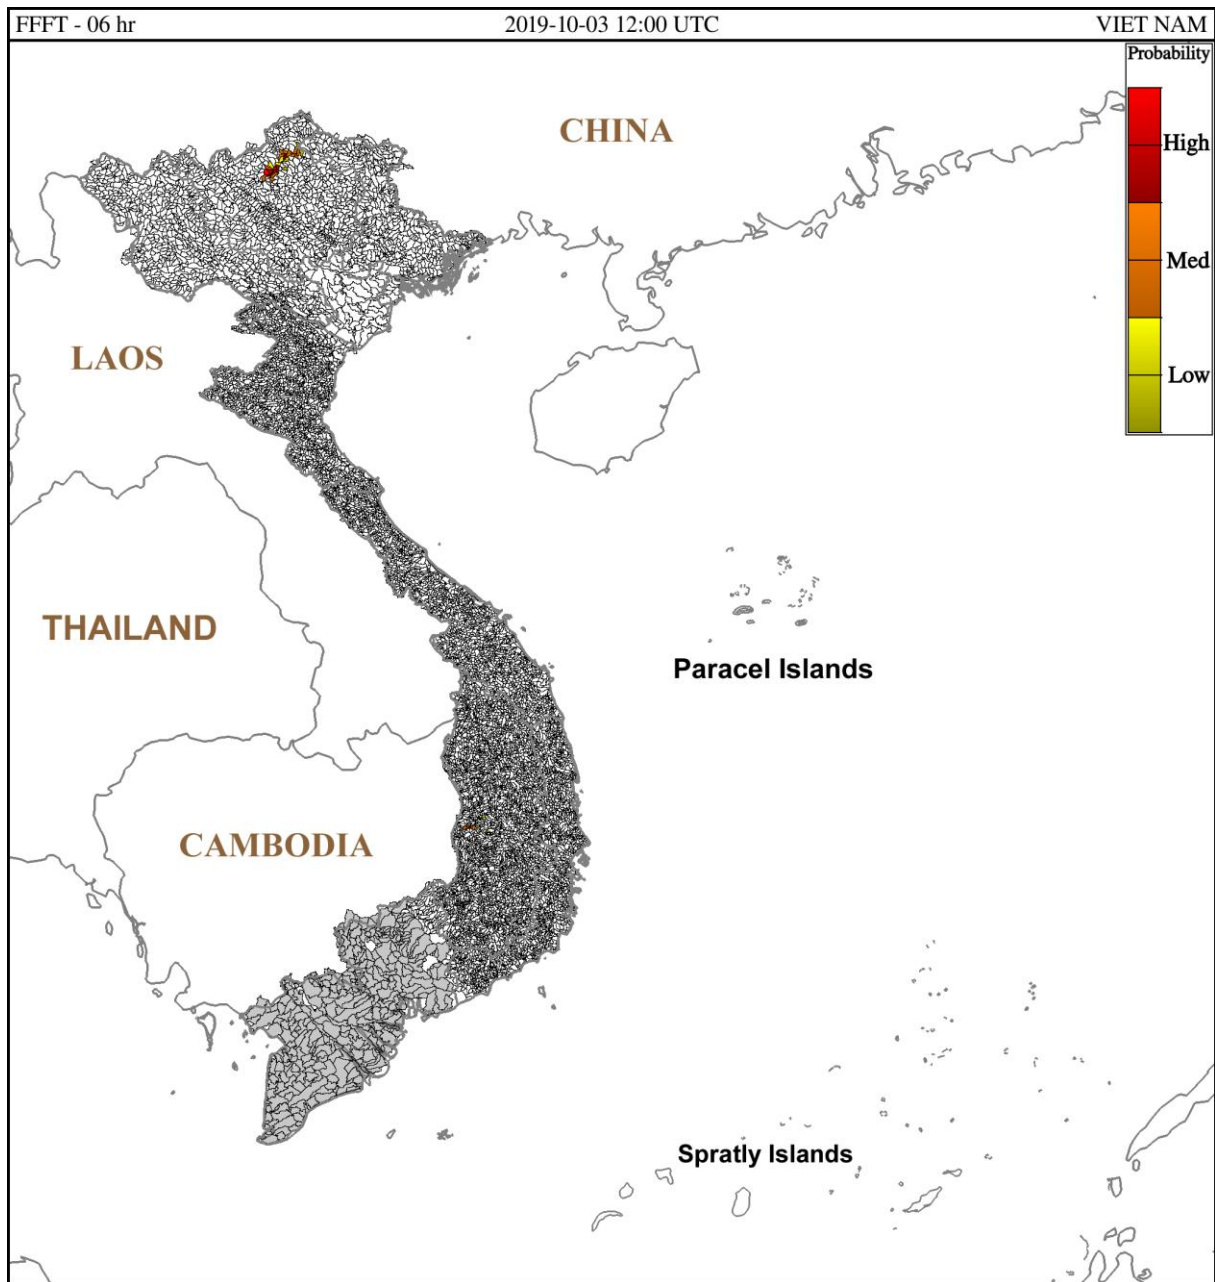 FFFT - 06 hr 2019-10-03 12:00 UTC VIET NAM
Probability
CHINA
High
Med
LAOS
Low
THAILAND
Paracel Islands
CAMBODIA
Spratly Islands